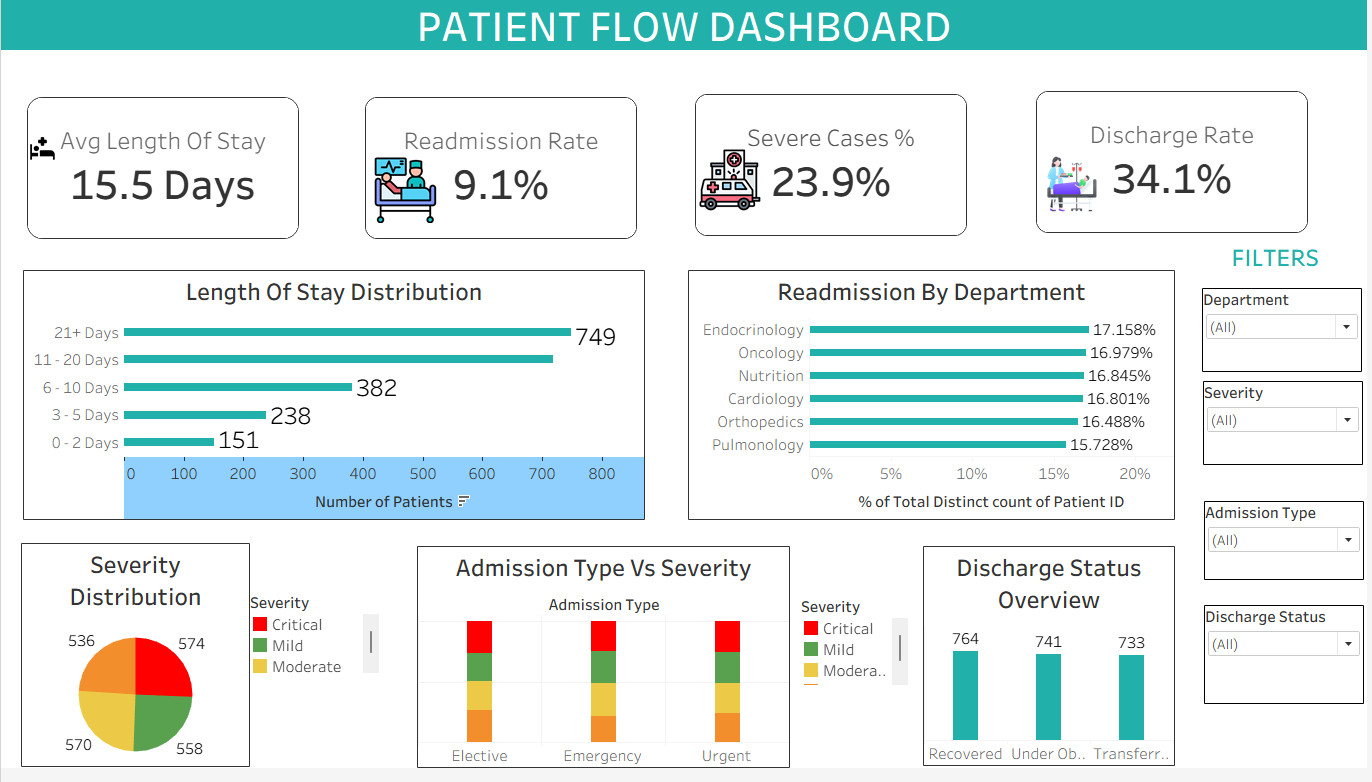 PATIENT FLOW DASHBOARD
Avg Length Of Stay
15.5 Days
Readmission Rate
9.1%
Severe Cases %
23.9%
Discharge Rate
34.1%
FILTERS
Department
(All)
Severity
(All)
Admission Type
(All)
Discharge Status
(All)
Length Of Stay Distribution
21+ Days
749
11 - 20 Days
6 - 10 Days
382
3 - 5 Days
238
0 - 2 Days
151
0 100 200 300 400 500 600 700 800
Number of Patients
Readmission By Department
Endocrinology 17.158%
Oncology 16.979%
Nutrition 16.845%
Cardiology 16.801%
Orthopedics 16.488%
Pulmonology 15.728%
0% 5% 10% 15% 20%
% of Total Distinct count of Patient ID
Severity
Distribution
536 574
570 558
Severity
Critical
Mild
Moderate
Admission Type Vs Severity
Admission Type
Elective Emergency Urgent
Severity
Critical
Mild
Modera..
Discharge Status
Overview
764 741 733
Recovered Under Ob.. Transferr..